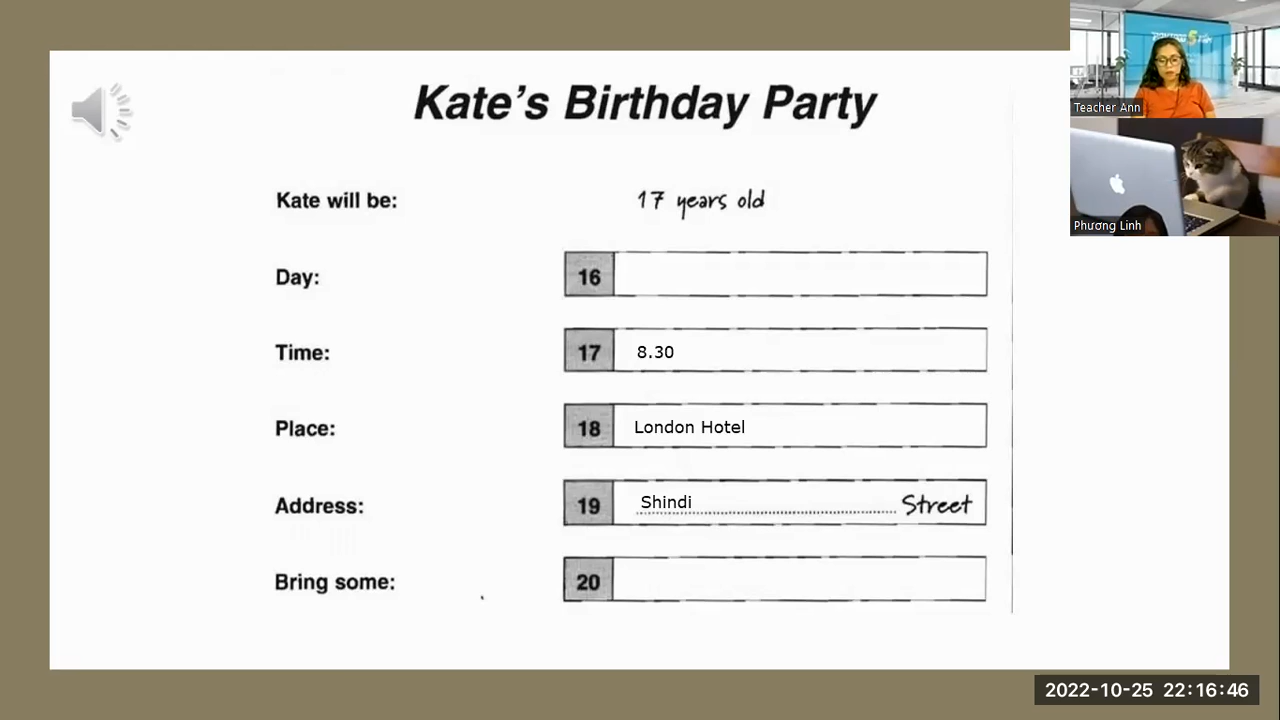 Kate's Birthday Party
Kate will be: 17 years old
Day: 16
Time: 17 8.30
Place: 18 London Hotel
Address: 19 Shindi Street
Bring some: 20
Teacher Ann
Phương Linh
2022-10-25 22:16:46